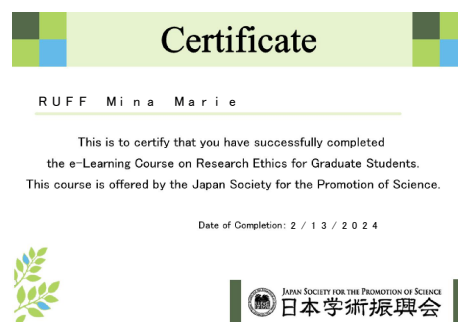 Certificate
RUFF Mina Marie
This is to certify that you have successfully completed
the e-Learning Course on Research Ethics for Graduate Students.
This course is offered by the Japan Society for the Promotion of Science.
Date of Completion: 2/13/2024
JAPAN SOCIETY FOR THE PROMOTION OF SCIENCE
日本学術振興会